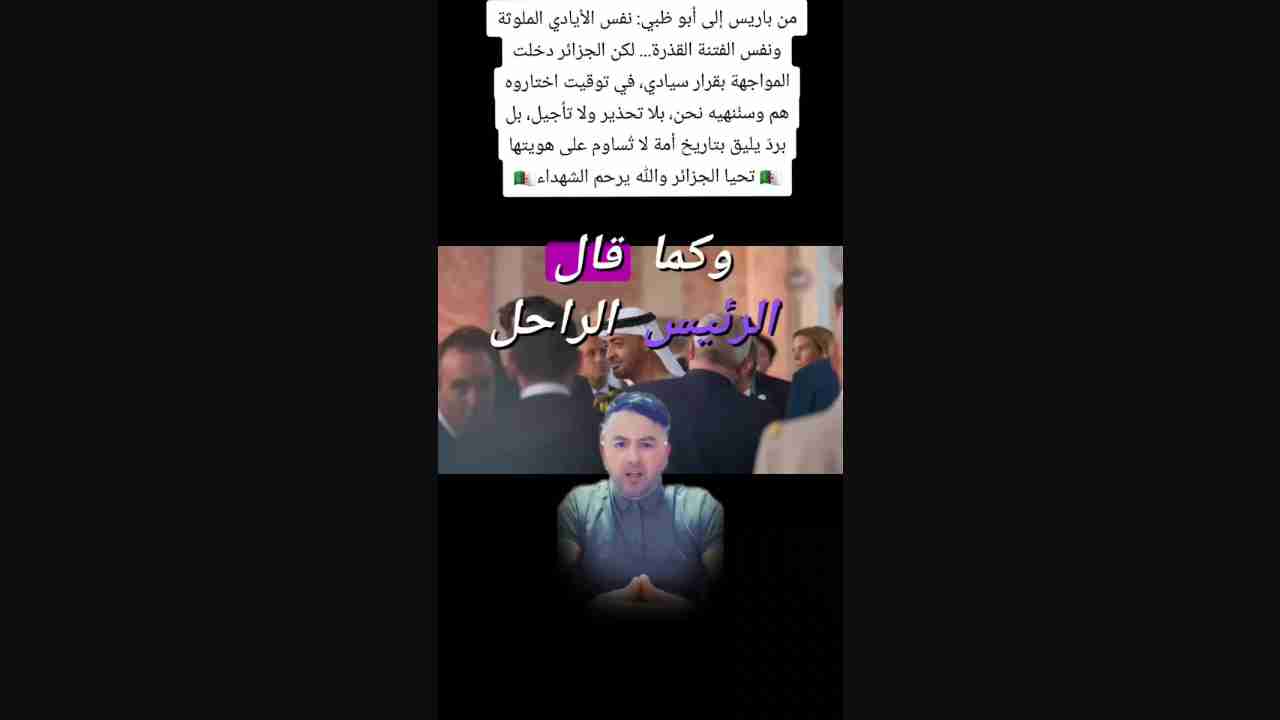 من باريس إلى أبو ظبي: نفس الأيادي الملوثة
ونفس الفتنة القذرة... لكن الجزائر دخلت
المواجهة بقرار سيادي، في توقيت اختاروه
هم وسنُنهيه نحن، بلا تحذير ولا تأجيل، بل
بردّ يليق بتاريخ أمة لا تُساوم على هويتها
🇩🇿 تحيا الجزائر والله يرحم الشهداء 🇩🇿
وكما قال
الرئيس الراحل